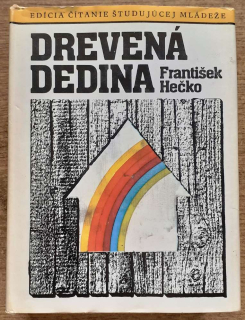 EDÍCIA ČÍTANIE ŠTUDUJÚCEJ MLÁDEŽE
DREVENÁ
DEDINA
František
Hečko